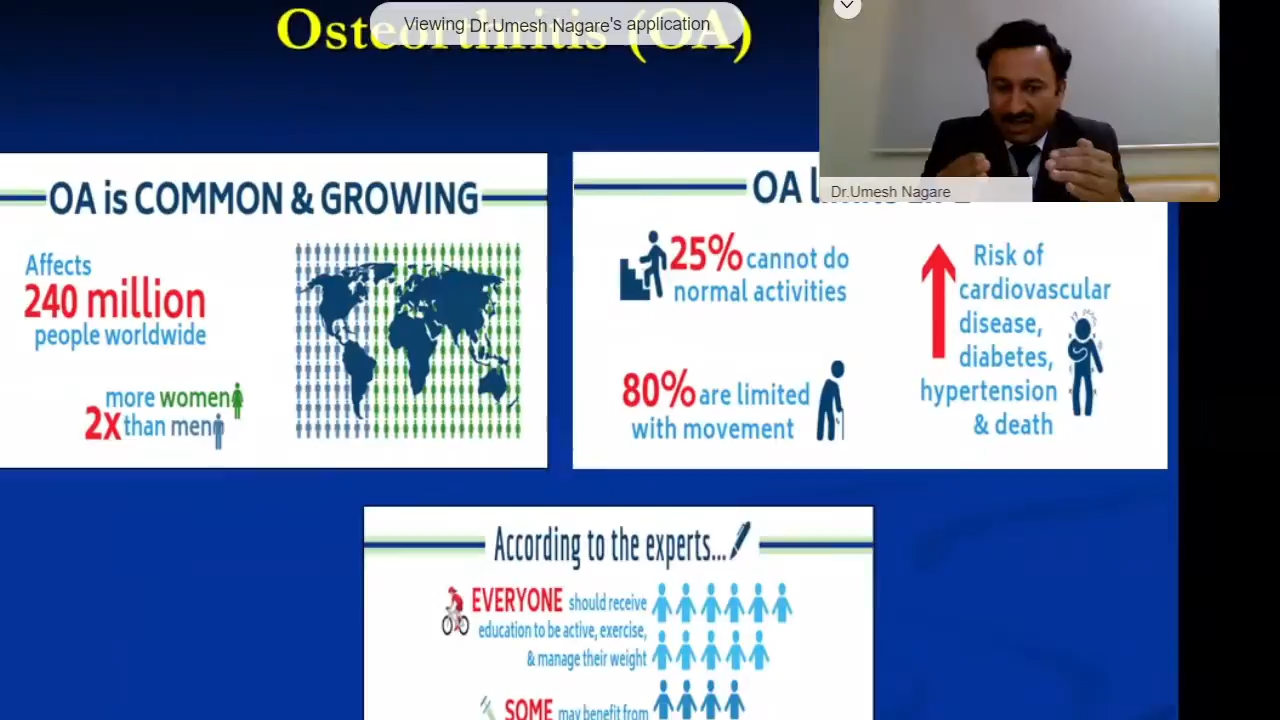 Osteorthritis (OA)
Viewing Dr.Umesh Nagare's application
Dr.Umesh Nagare
OA is COMMON & GROWING
Affects
240 million
people worldwide
more women
2x than men
OA
25% cannot do
normal activities
80% are limited
with movement
Risk of
cardiovascular
disease,
diabetes,
hypertension
& death
According to the experts...
EVERYONE should receive
education to be active, exercise,
& manage their weight
SOME may benefit from